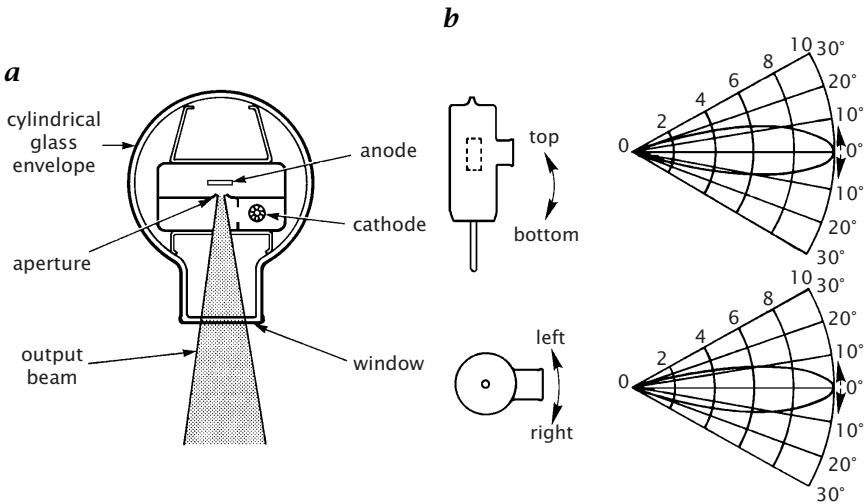 a
cylindrical
glass
envelope
anode
cathode
aperture
output
beam
window
b
top
bottom
0 2 4 6 8 10
30°
20°
10°
0°
10°
20°
30°
left
right
0 2 4 6 8 10
30°
20°
10°
0°
10°
20°
30°